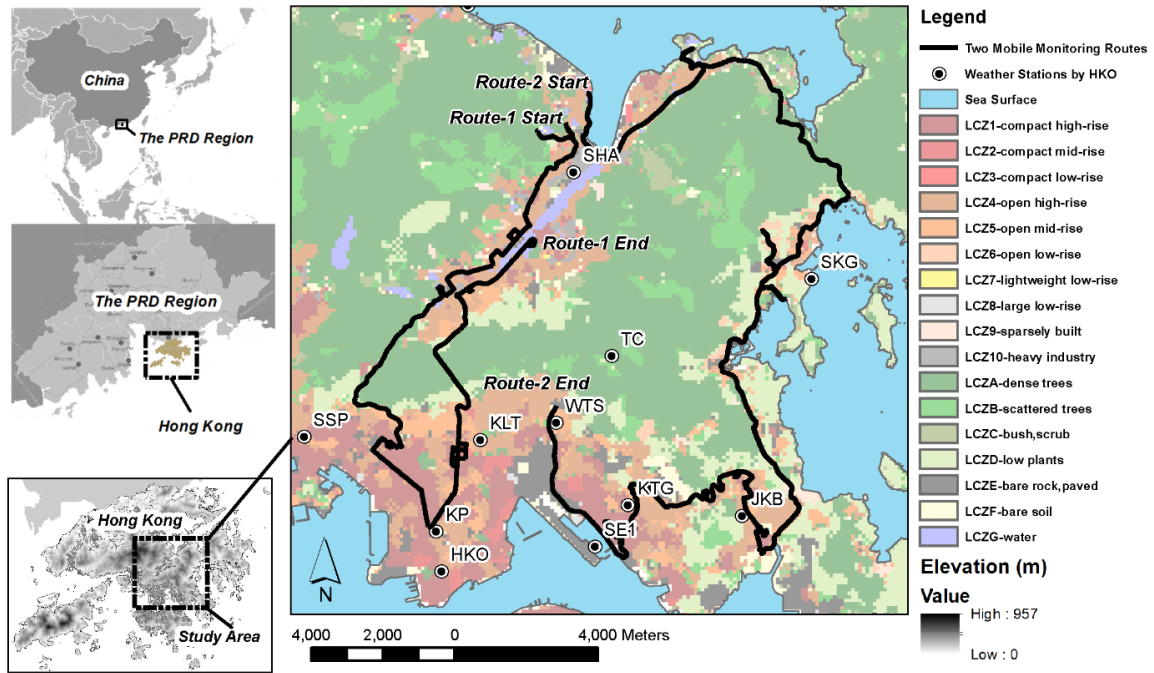 China
The PRD Region
The PRD Region
Hong Kong
Hong Kong
Study Area
Route-2 Start
Route-1 Start
SHA
Route-1 End
SKG
TC
Route-2 End
WTS
SSP
KLT
KTG
JKB
KP
SE1
HKO
N
4,000 2,000 0 4,000 Meters
Legend
Two Mobile Monitoring Routes
Weather Stations by HKO
Sea Surface
LCZ1-compact high-rise
LCZ2-compact mid-rise
LCZ3-compact low-rise
LCZ4-open high-rise
LCZ5-open mid-rise
LCZ6-open low-rise
LCZ7-lightweight low-rise
LCZ8-large low-rise
LCZ9-sparsely built
LCZ10-heavy industry
LCZA-dense trees
LCZB-scattered trees
LCZC-bush,scrub
LCZD-low plants
LCZE-bare rock,paved
LCZF-bare soil
LCZG-water
Elevation (m)
Value
High : 957
Low : 0